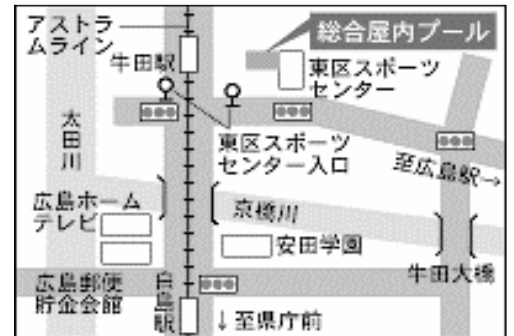 アストラ
ムライン
牛田駅
総合屋内プール
東区スポーツ
センター
太田川
東区スポーツ
センター入口
至広島駅→
広島ホーム
テレビ
京橋川
安田学園
牛田大橋
広島郵便
貯金会館
白島駅
↓至県庁前